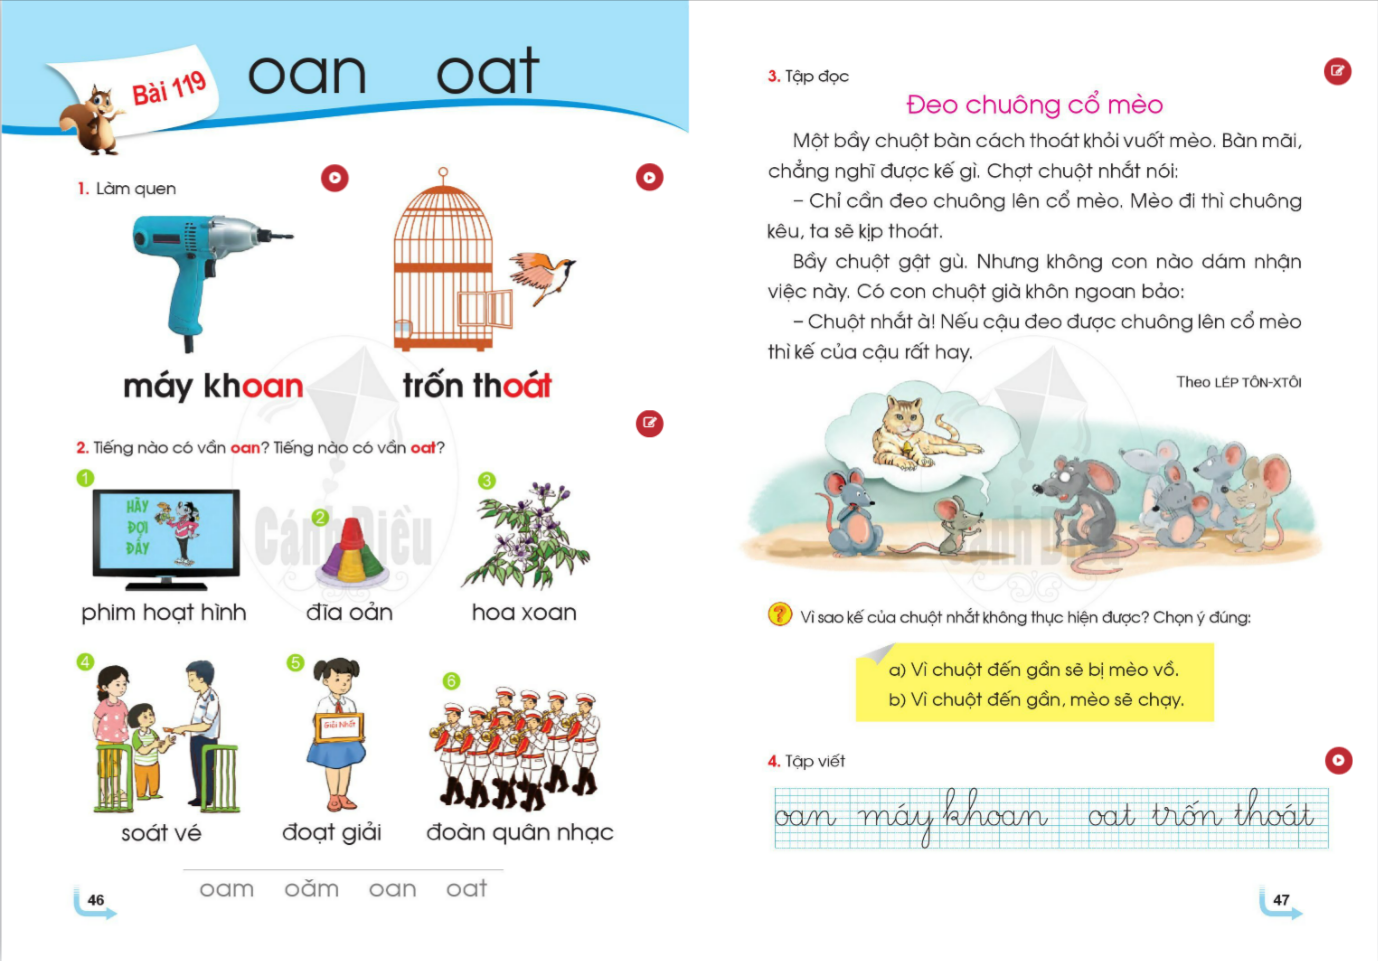 Bài 119
oan oat
1. Làm quen
máy khoan
trốn thoát
2. Tiếng nào có vần oan? Tiếng nào có vần oat?
1
HÃY
ĐỢI
ĐẤY
phim hoạt hình
2
đĩa oản
3
hoa xoan
4
soát vé
5
Giải Nhất
đoạt giải
6
đoàn quân nhạc
Cánh Diều
oam oăm oan oat
46
3. Tập đọc
Đeo chuông cổ mèo
Một bầy chuột bàn cách thoát khỏi vuốt mèo. Bàn mãi,
chẳng nghĩ được kế gì. Chợt chuột nhắt nói:
– Chỉ cần đeo chuông lên cổ mèo. Mèo đi thì chuông
kêu, ta sẽ kịp thoát.
Bầy chuột gật gù. Nhưng không con nào dám nhận
việc này. Có con chuột già khôn ngoan bảo:
– Chuột nhắt à! Nếu cậu đeo được chuông lên cổ mèo
thì kế của cậu rất hay.
Theo LÉP TÔN-XTÔI
Cánh Diều
? Vì sao kế của chuột nhắt không thực hiện được? Chọn ý đúng:
a) Vì chuột đến gần sẽ bị mèo vồ.
b) Vì chuột đến gần, mèo sẽ chạy.
4. Tập viết
oan máy khoan oat trốn thoát
47